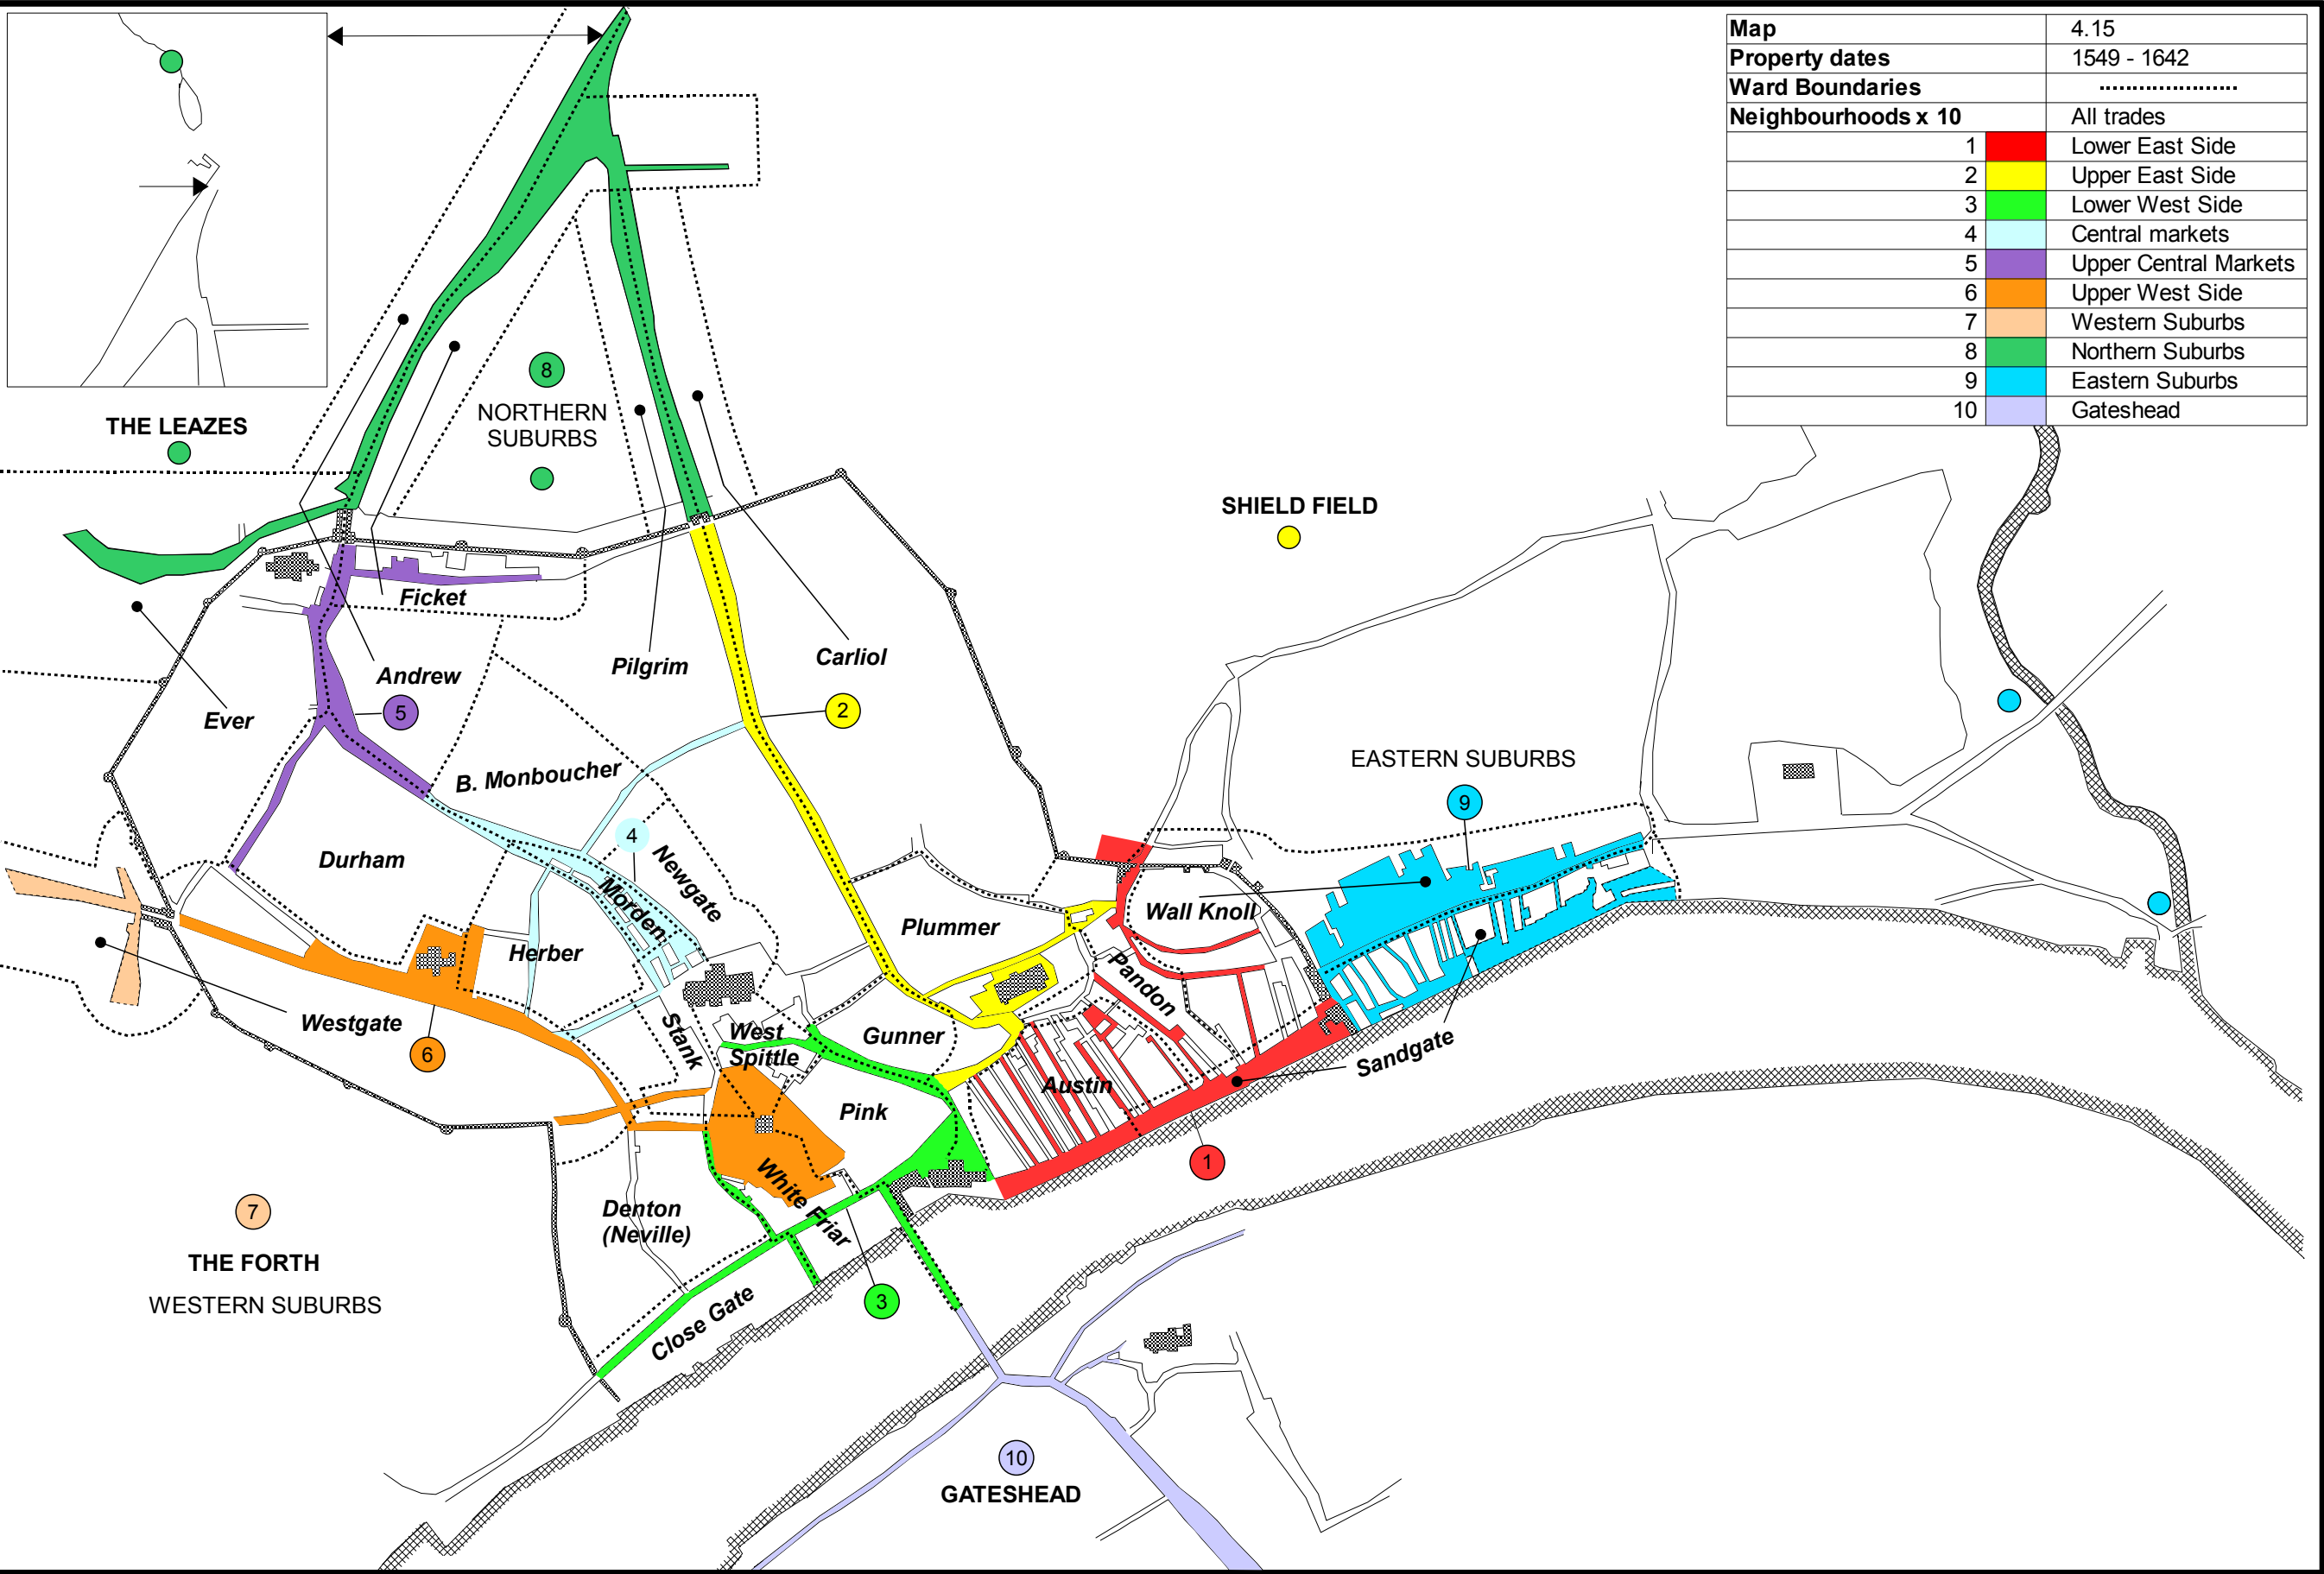 Map 4.15
Property dates 1549 - 1642
Ward Boundaries
Neighbourhoods x 10 All trades
1 Lower East Side
2 Upper East Side
3 Lower West Side
4 Central markets
5 Upper Central Markets
6 Upper West Side
7 Western Suburbs
8 Northern Suburbs
9 Eastern Suburbs
10 Gateshead
8
NORTHERN
SUBURBS
THE LEAZES
SHIELD FIELD
Ficket
Andrew
Pilgrim
Carliol
Ever
5
2
B. Monboucher
EASTERN SUBURBS
9
4
Durham
Newgate
Morden
Plummer
Wall Knoll
Herber
Pandon
Westgate
6
Stank
West
Spittle
Gunner
Sandgate
Austin
Pink
1
White Friar
7
THE FORTH
WESTERN SUBURBS
Denton
(Neville)
3
Close Gate
10
GATESHEAD